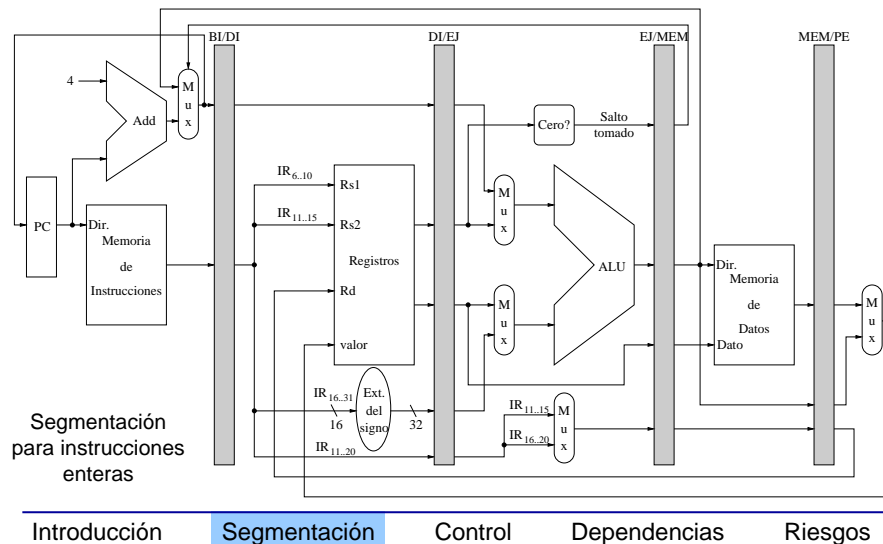 BI/DI
DI/EJ
EJ/MEM
MEM/PE
4
Add
M
u
x
Cero?
Salto
tomado
PC
Dir.
Memoria
de
Instrucciones
IR6..10
Rs1
IR11..15
Rs2
Registros
Rd
valor
M
u
x
M
u
x
ALU
Dir.
Memoria
de
Datos
Dato
M
u
x
IR16..31
16
Ext.
del
signo
32
IR11..20
IR11..15
IR16..20
M
u
x
Segmentación
para instrucciones
enteras
Introducción Segmentación Control Dependencias Riesgos